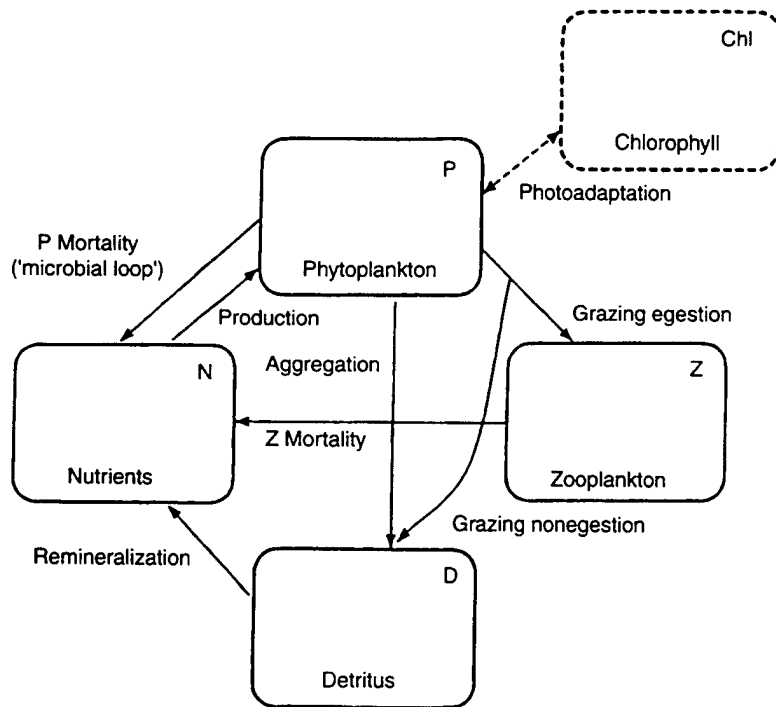 Chl
Chlorophyll
P
Photoadaptation
P Mortality
('microbial loop')
Phytoplankton
Production
Grazing egestion
N
Aggregation
Z
Z Mortality
Nutrients
Zooplankton
Grazing nonegestion
Remineralization
D
Detritus